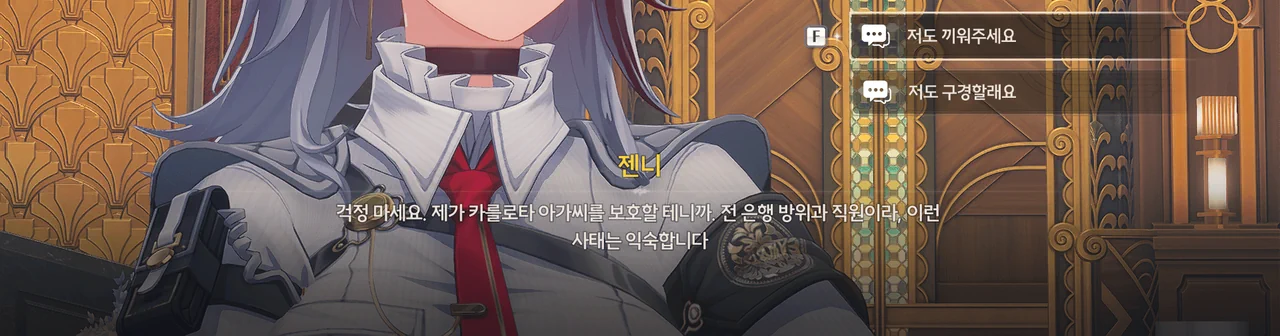 F 저도 끼워주세요
저도 구경할래요
젠니
걱정 마세요. 제가 카를로타 아가씨를 보호할 테니까. 전 은행 방위과 직원이라, 이런
사태는 익숙합니다